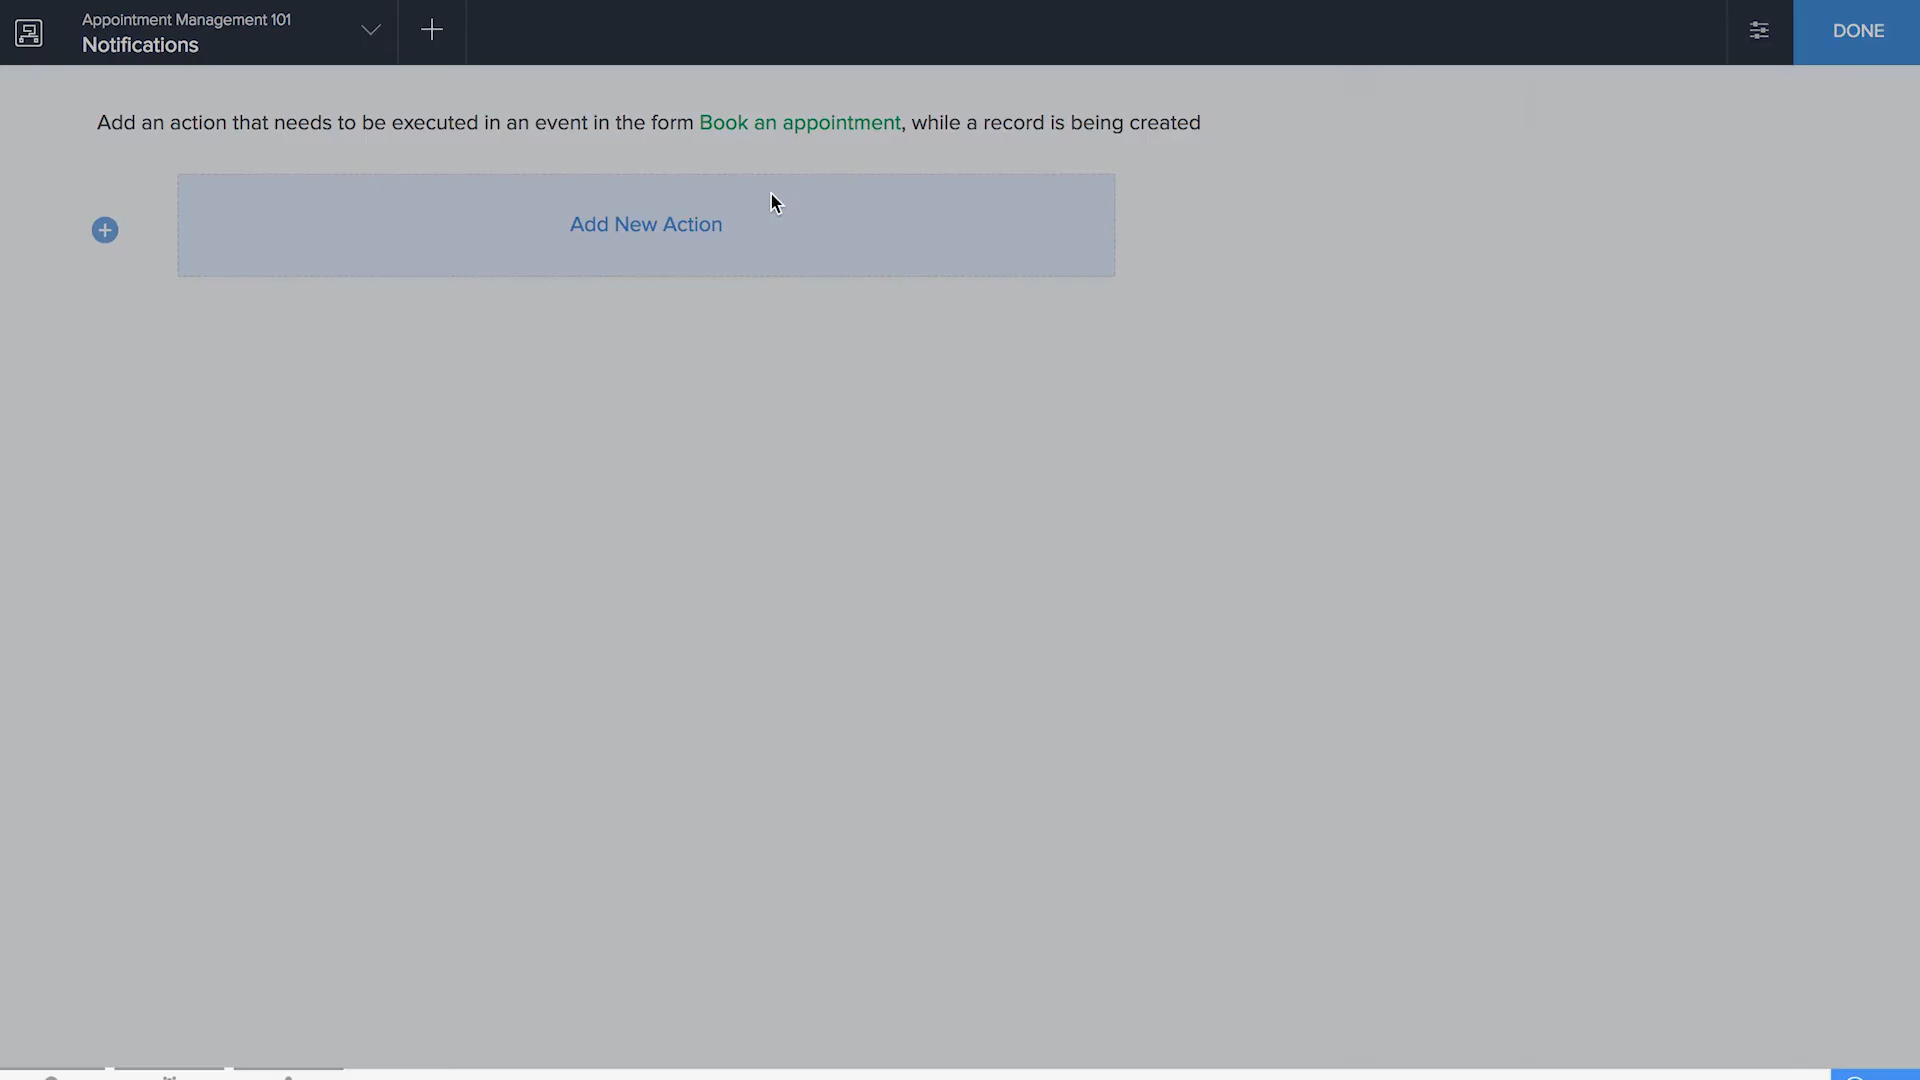 Appointment Management 101
Notifications
DONE
Add an action that needs to be executed in an event in the form Book an appointment, while a record is being created
Add New Action